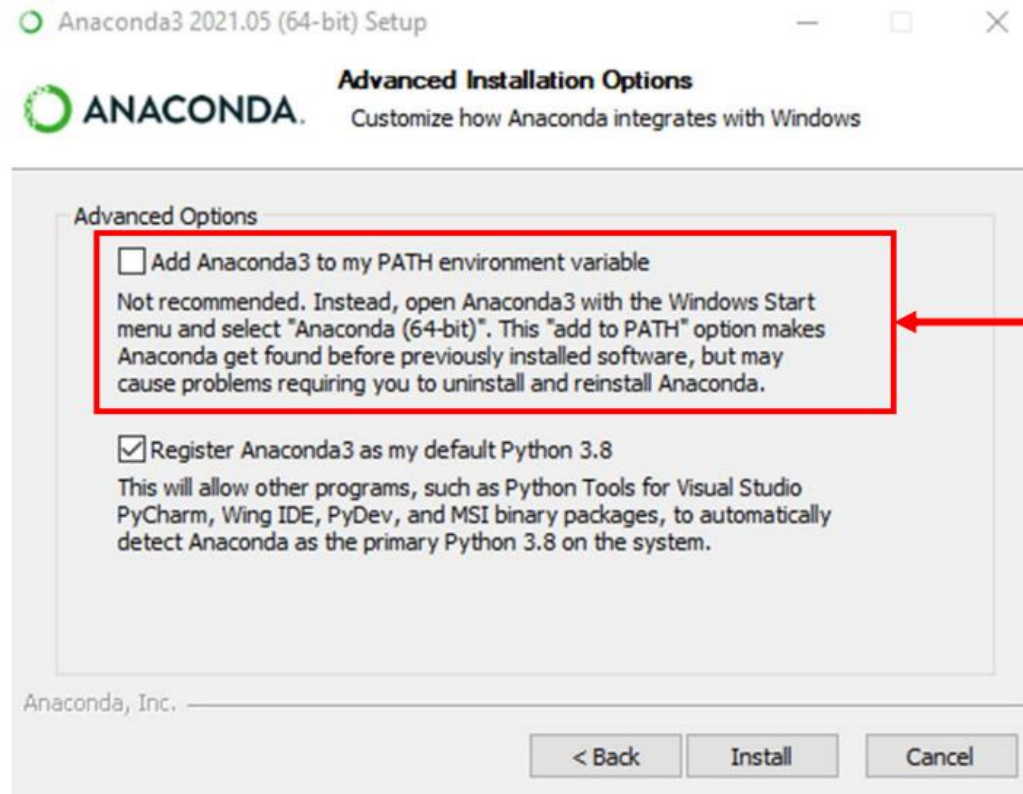 Anaconda3 2021.05 (64-bit) Setup
ANACONDA.
Advanced Installation Options
Customize how Anaconda integrates with Windows
Advanced Options
Add Anaconda3 to my PATH environment variable
Not recommended. Instead, open Anaconda3 with the Windows Start
menu and select "Anaconda (64-bit)". This "add to PATH" option makes
Anaconda get found before previously installed software, but may
cause problems requiring you to uninstall and reinstall Anaconda.
Register Anaconda3 as my default Python 3.8
This will allow other programs, such as Python Tools for Visual Studio
PyCharm, Wing IDE, PyDev, and MSI binary packages, to automatically
detect Anaconda as the primary Python 3.8 on the system.
Anaconda, Inc.
< Back Install Cancel